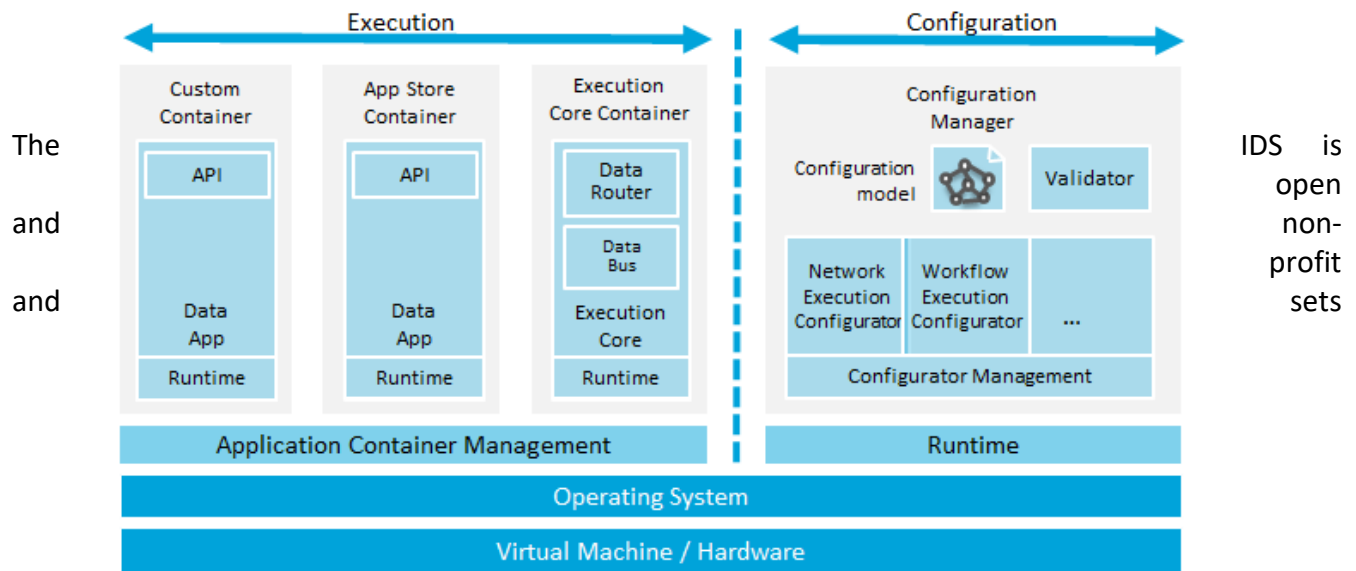 Execution
Configuration
Custom
Container
API
Data
App
Runtime
App Store
Container
API
Data
App
Runtime
Execution
Core Container
Data
Router
Data
Bus
Execution
Core
Runtime
Configuration
Manager
Configuration
model
Validator
Network
Execution
Configurator
Workflow
Execution
Configurator
...
Configurator Management
Application Container Management
Runtime
Operating System
Virtual Machine / Hardware
The IDS is
open
and non-
profit
and sets